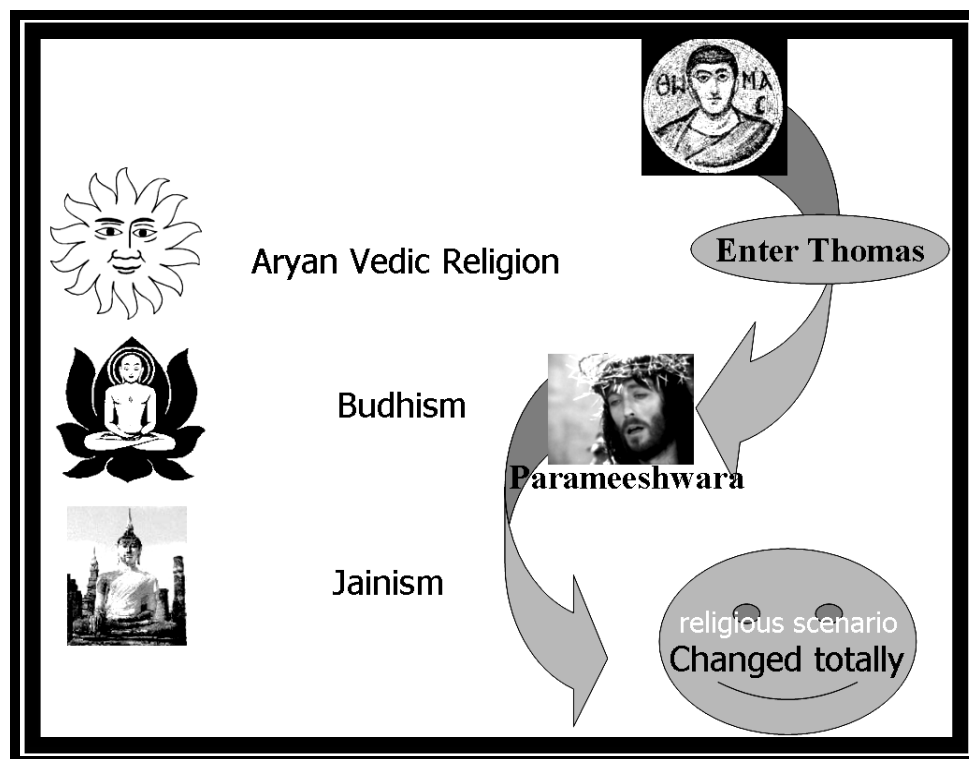 ΘΩ
ΜΑ
C
Enter Thomas
Aryan Vedic Religion
Budhism
Parameeshwara
Jainism
religious scenario
Changed totally